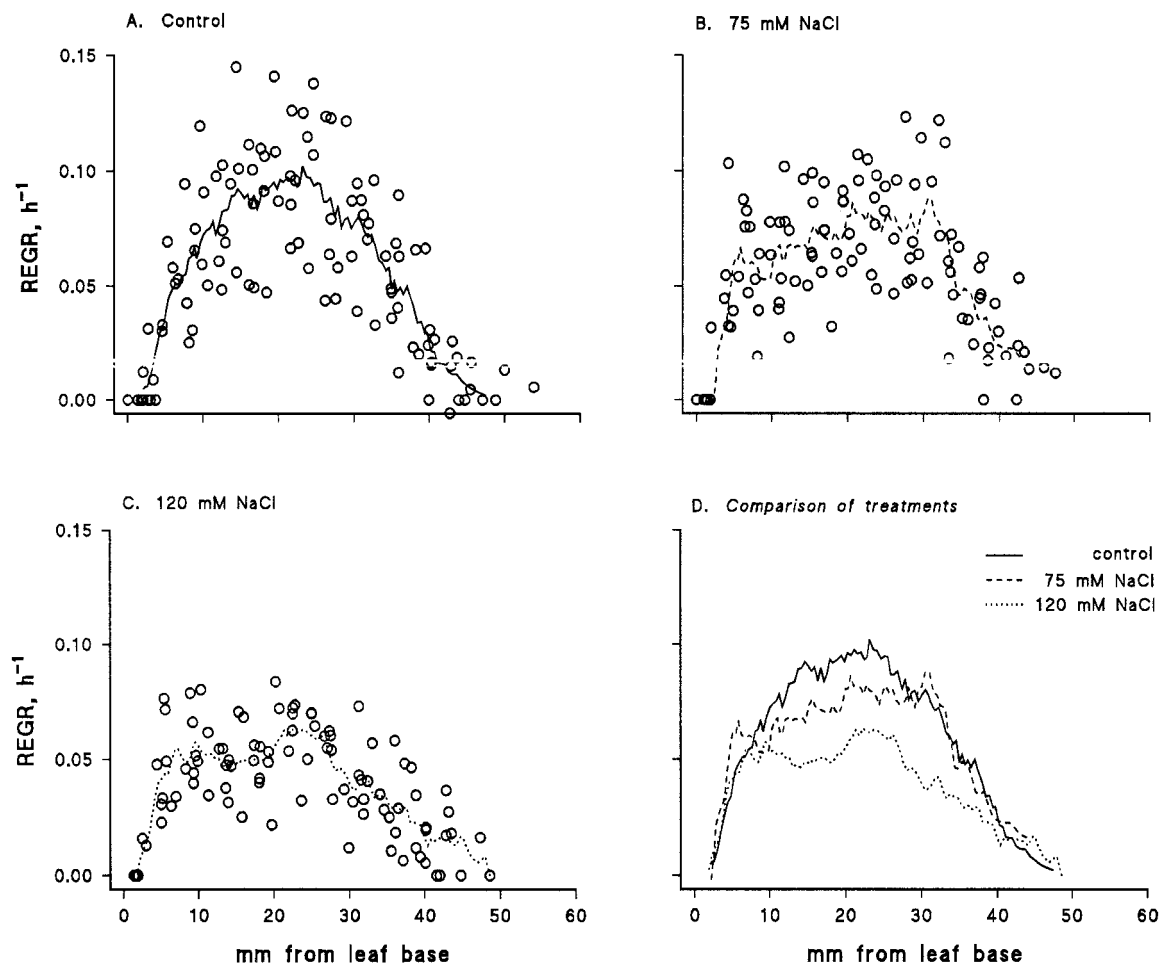 A. Control
B. 75 mM NaCl
0.15
0.10
0.05
0.00
REGR, h⁻¹
C. 120 mM NaCl
D. Comparison of treatments
0.15
0.10
0.05
0.00
REGR, h⁻¹
control
75 mM NaCl
120 mM NaCl
0 10 20 30 40 50 60
0 10 20 30 40 50 60
mm from leaf base
mm from leaf base